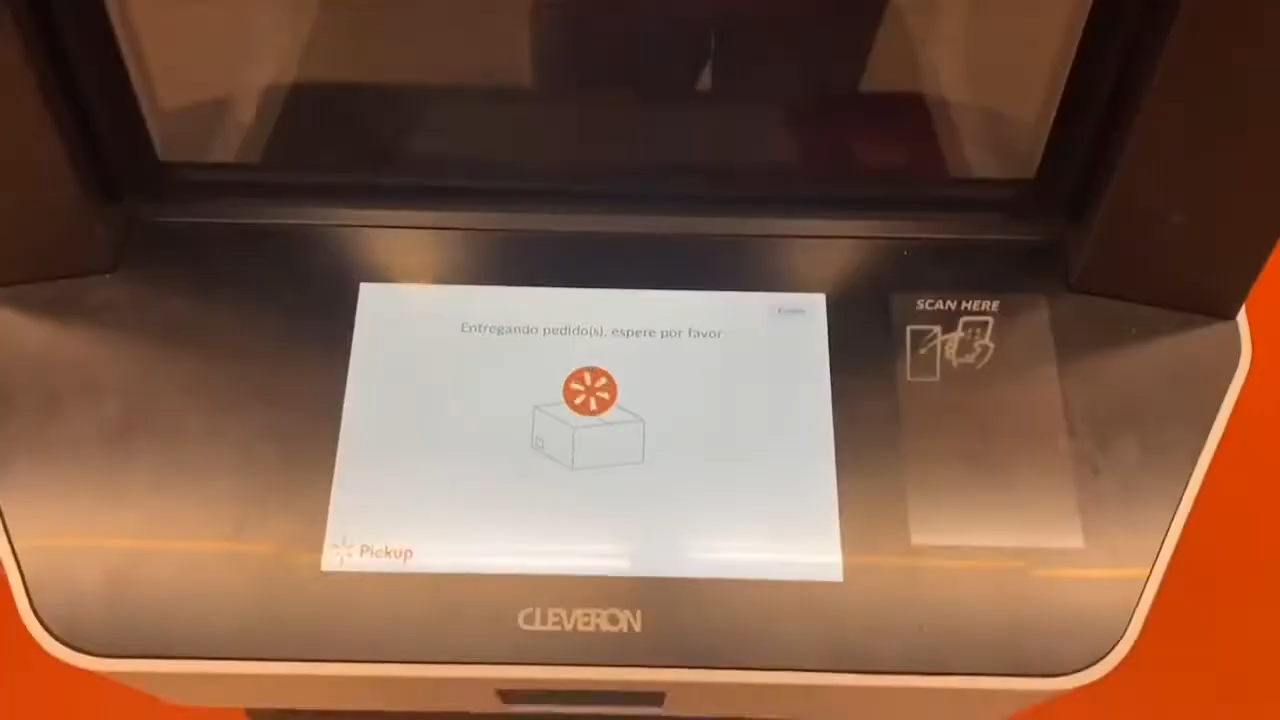 SCAN HERE
Entregando pedido(s), espere por favor
Pickup
CLEVERON